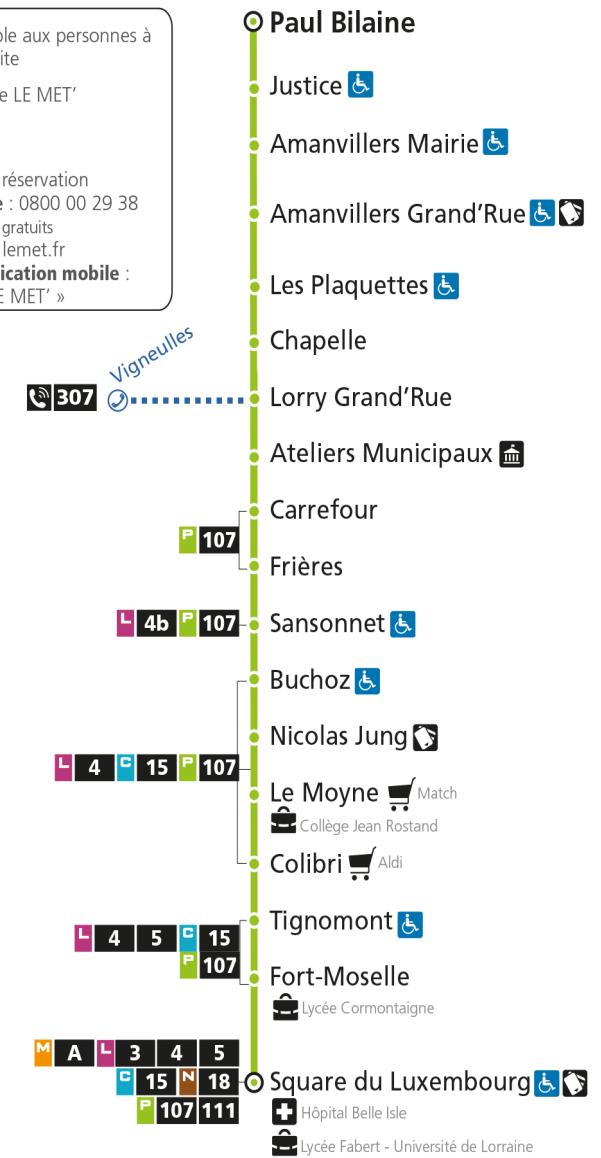 ble aux personnes à
ite
e LE MET'
réservation
e : 0800 00 29 38
gratuits
lemet.fr
ication mobile :
E MET' »
Paul Bilaine
Justice
Amanvillers Mairie
Amanvillers Grand'Rue
Les Plaquettes
Chapelle
Vigneulles
307
Lorry Grand'Rue
Ateliers Municipaux
Carrefour
P 107
Frières
L 4b P 107
Sansonnet
Buchoz
Nicolas Jung
L 4 C 15 P 107
Le Moyne Match
Collège Jean Rostand
Colibri Aldi
Tignomont
L 4 5 C 15
P 107
Fort-Moselle
Lycée Cormontaigne
M A L 3 4 5
C 15 N 18
P 107 111
Square du Luxembourg
Hôpital Belle Isle
Lycée Fabert - Université de Lorraine